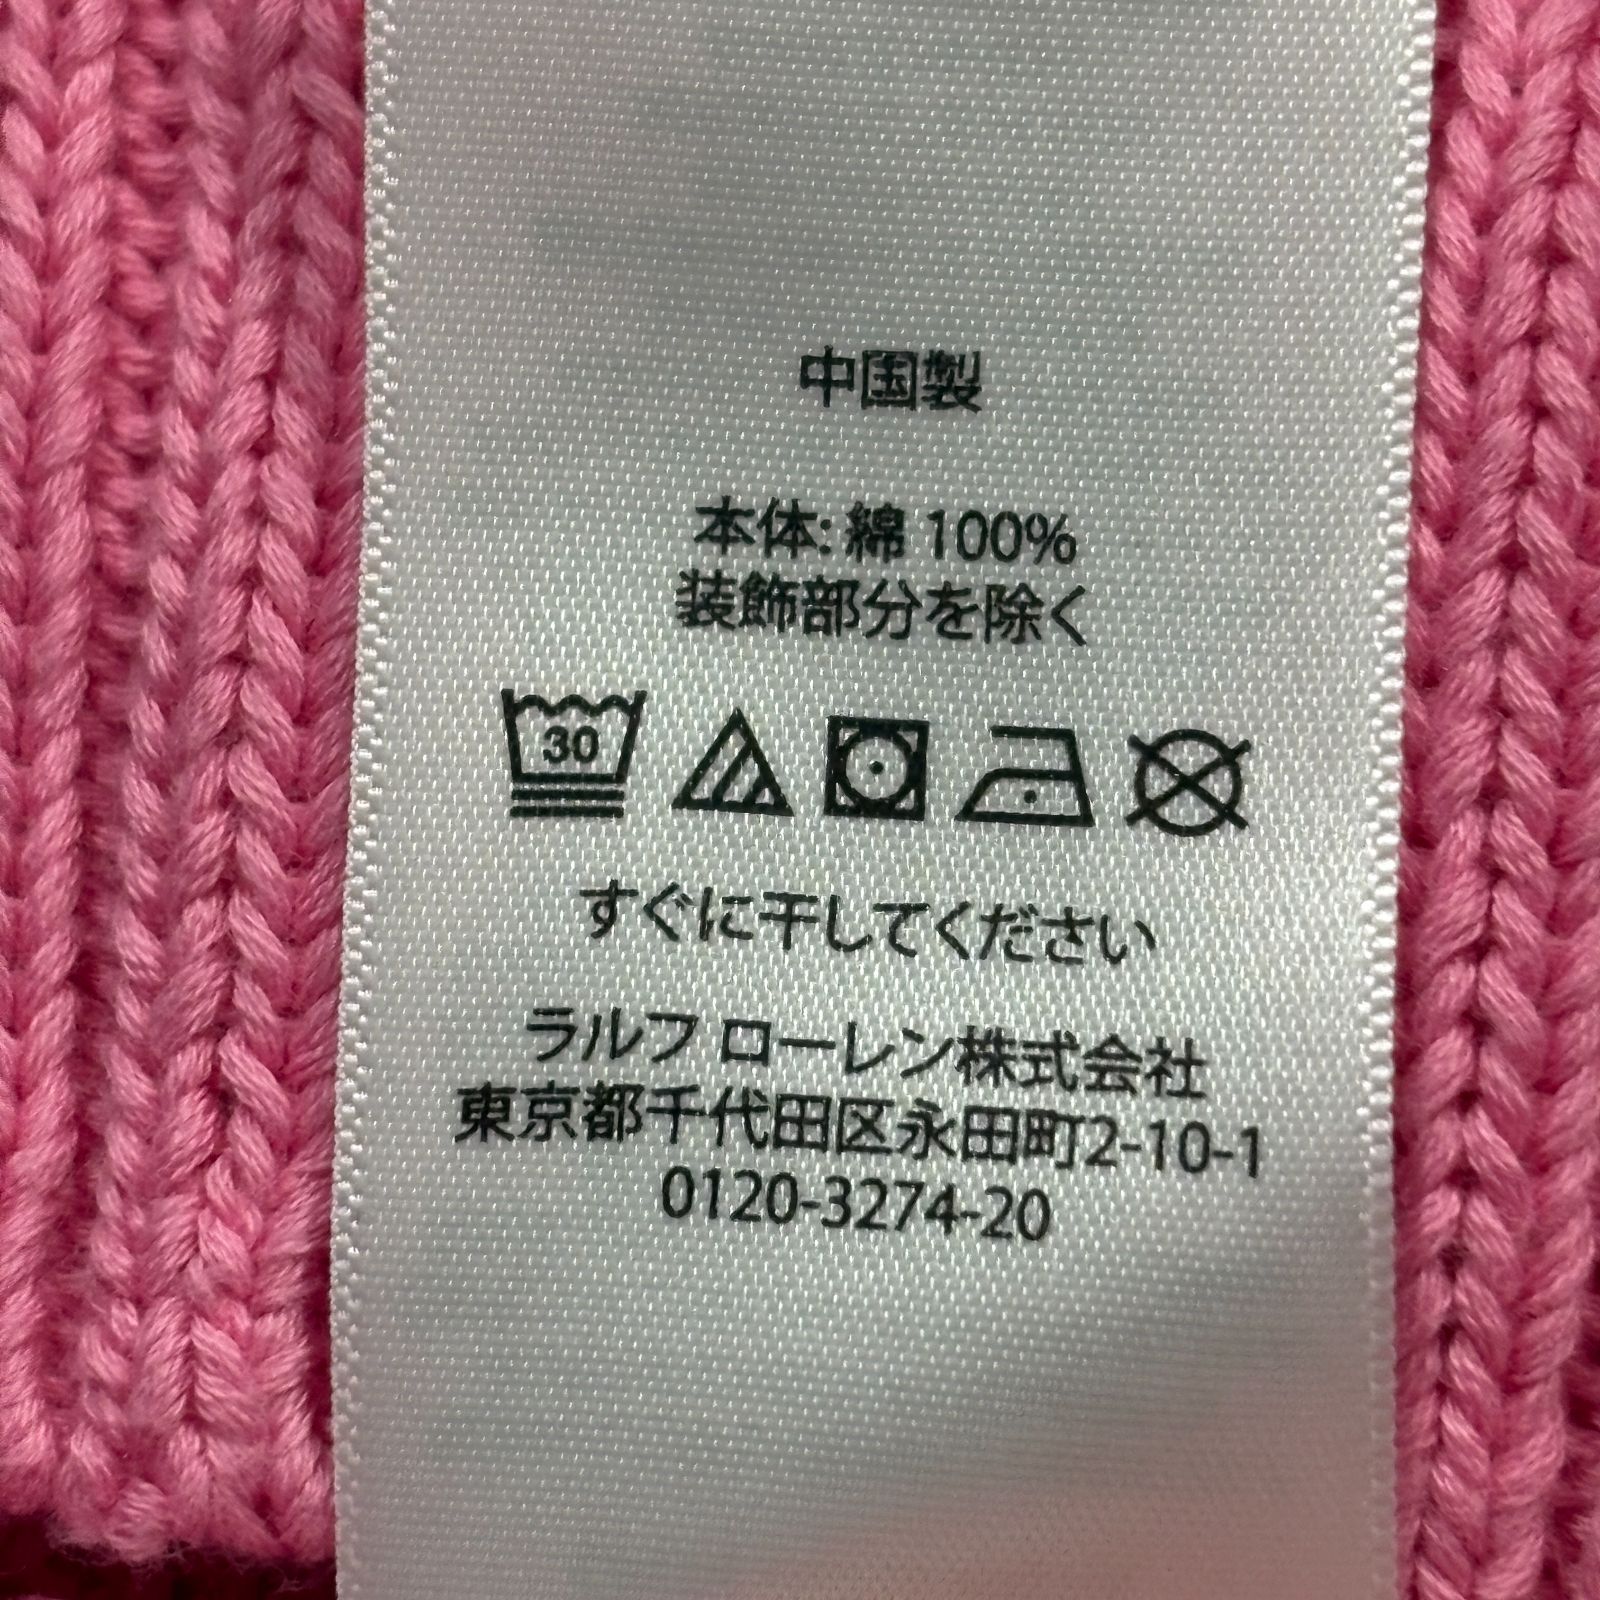 中国製
本体: 綿 100%
装飾部分を除く
30
すぐに干してください
ラルフ ローレン株式会社
東京都千代田区永田町2-10-1
0120-3274-20